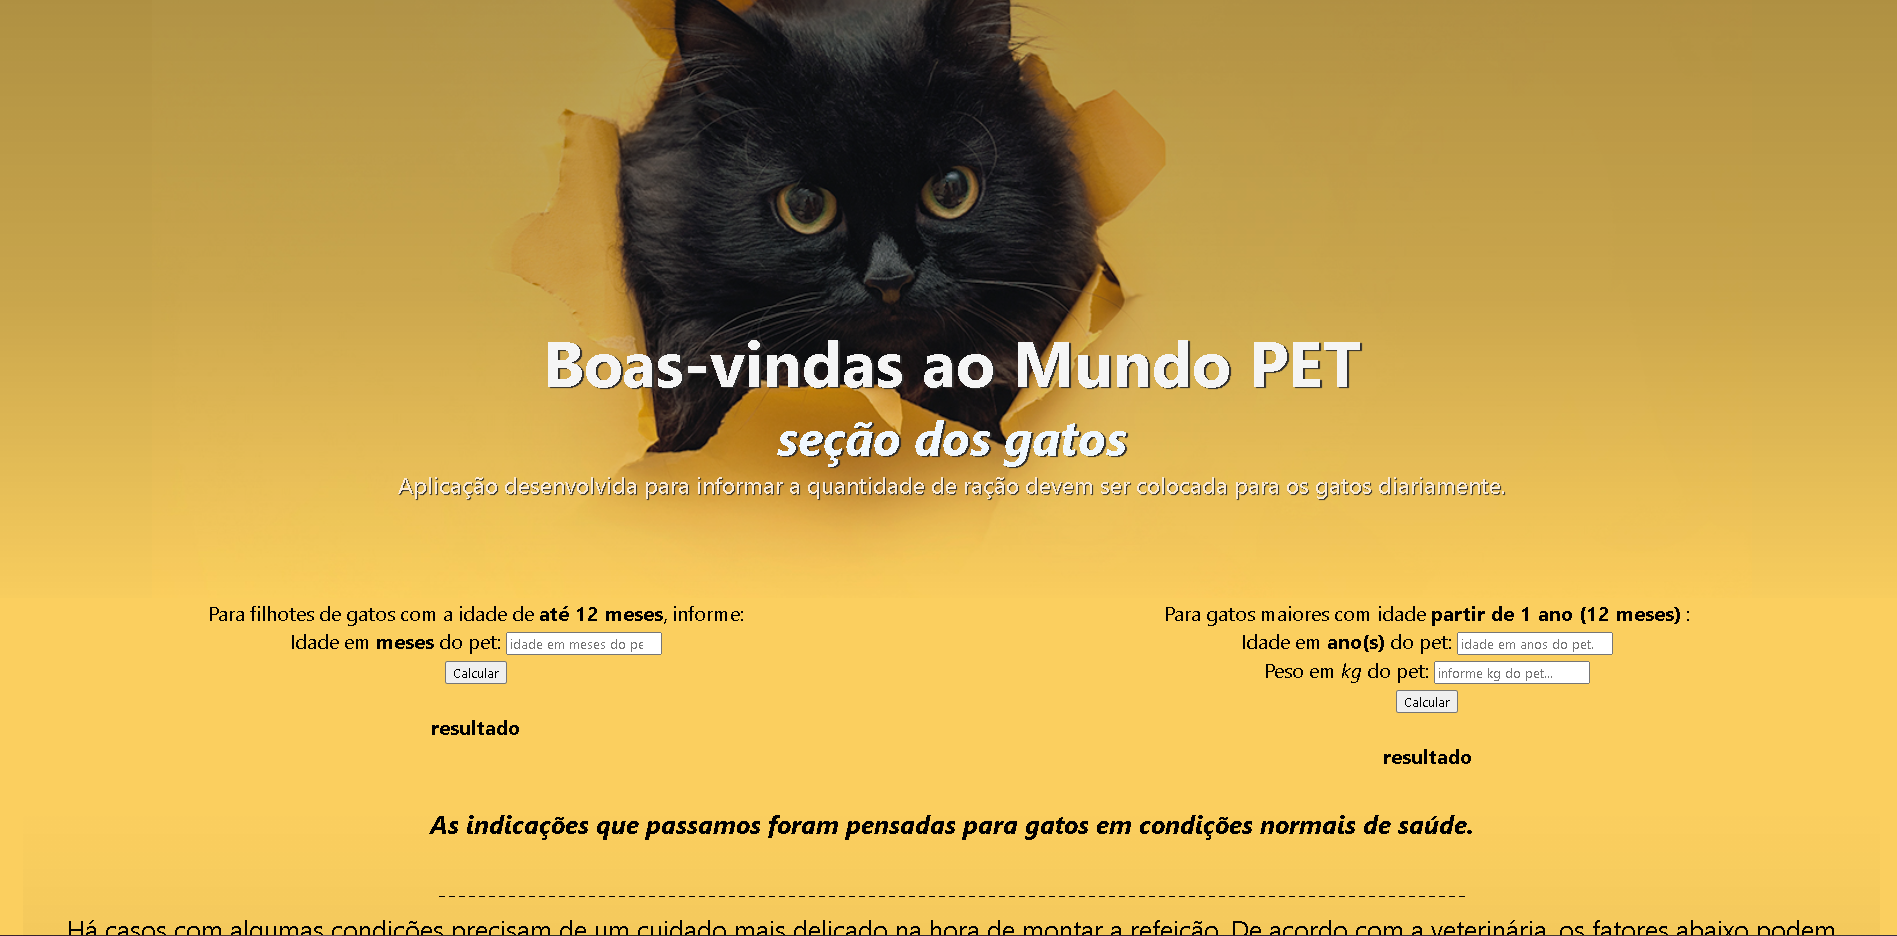 Boas-vindas ao Mundo PET
seção dos gatos
Aplicação desenvolvida para informar a quantidade de ração devem ser colocada para os gatos diariamente.
Para filhotes de gatos com a idade de até 12 meses, informe:
Idade em meses do pet: idade em meses do pe
Calcular
resultado
Para gatos maiores com idade partir de 1 ano (12 meses) :
Idade em ano(s) do pet: idade em anos do pet.
Peso em kg do pet: informe kg do pet...
Calcular
resultado
As indicações que passamos foram pensadas para gatos em condições normais de saúde.
Há casos com algumas condições precisam de um cuidado mais delicado na hora de montar a refeição. De acordo com a veterinária, os fatores abaixo podem